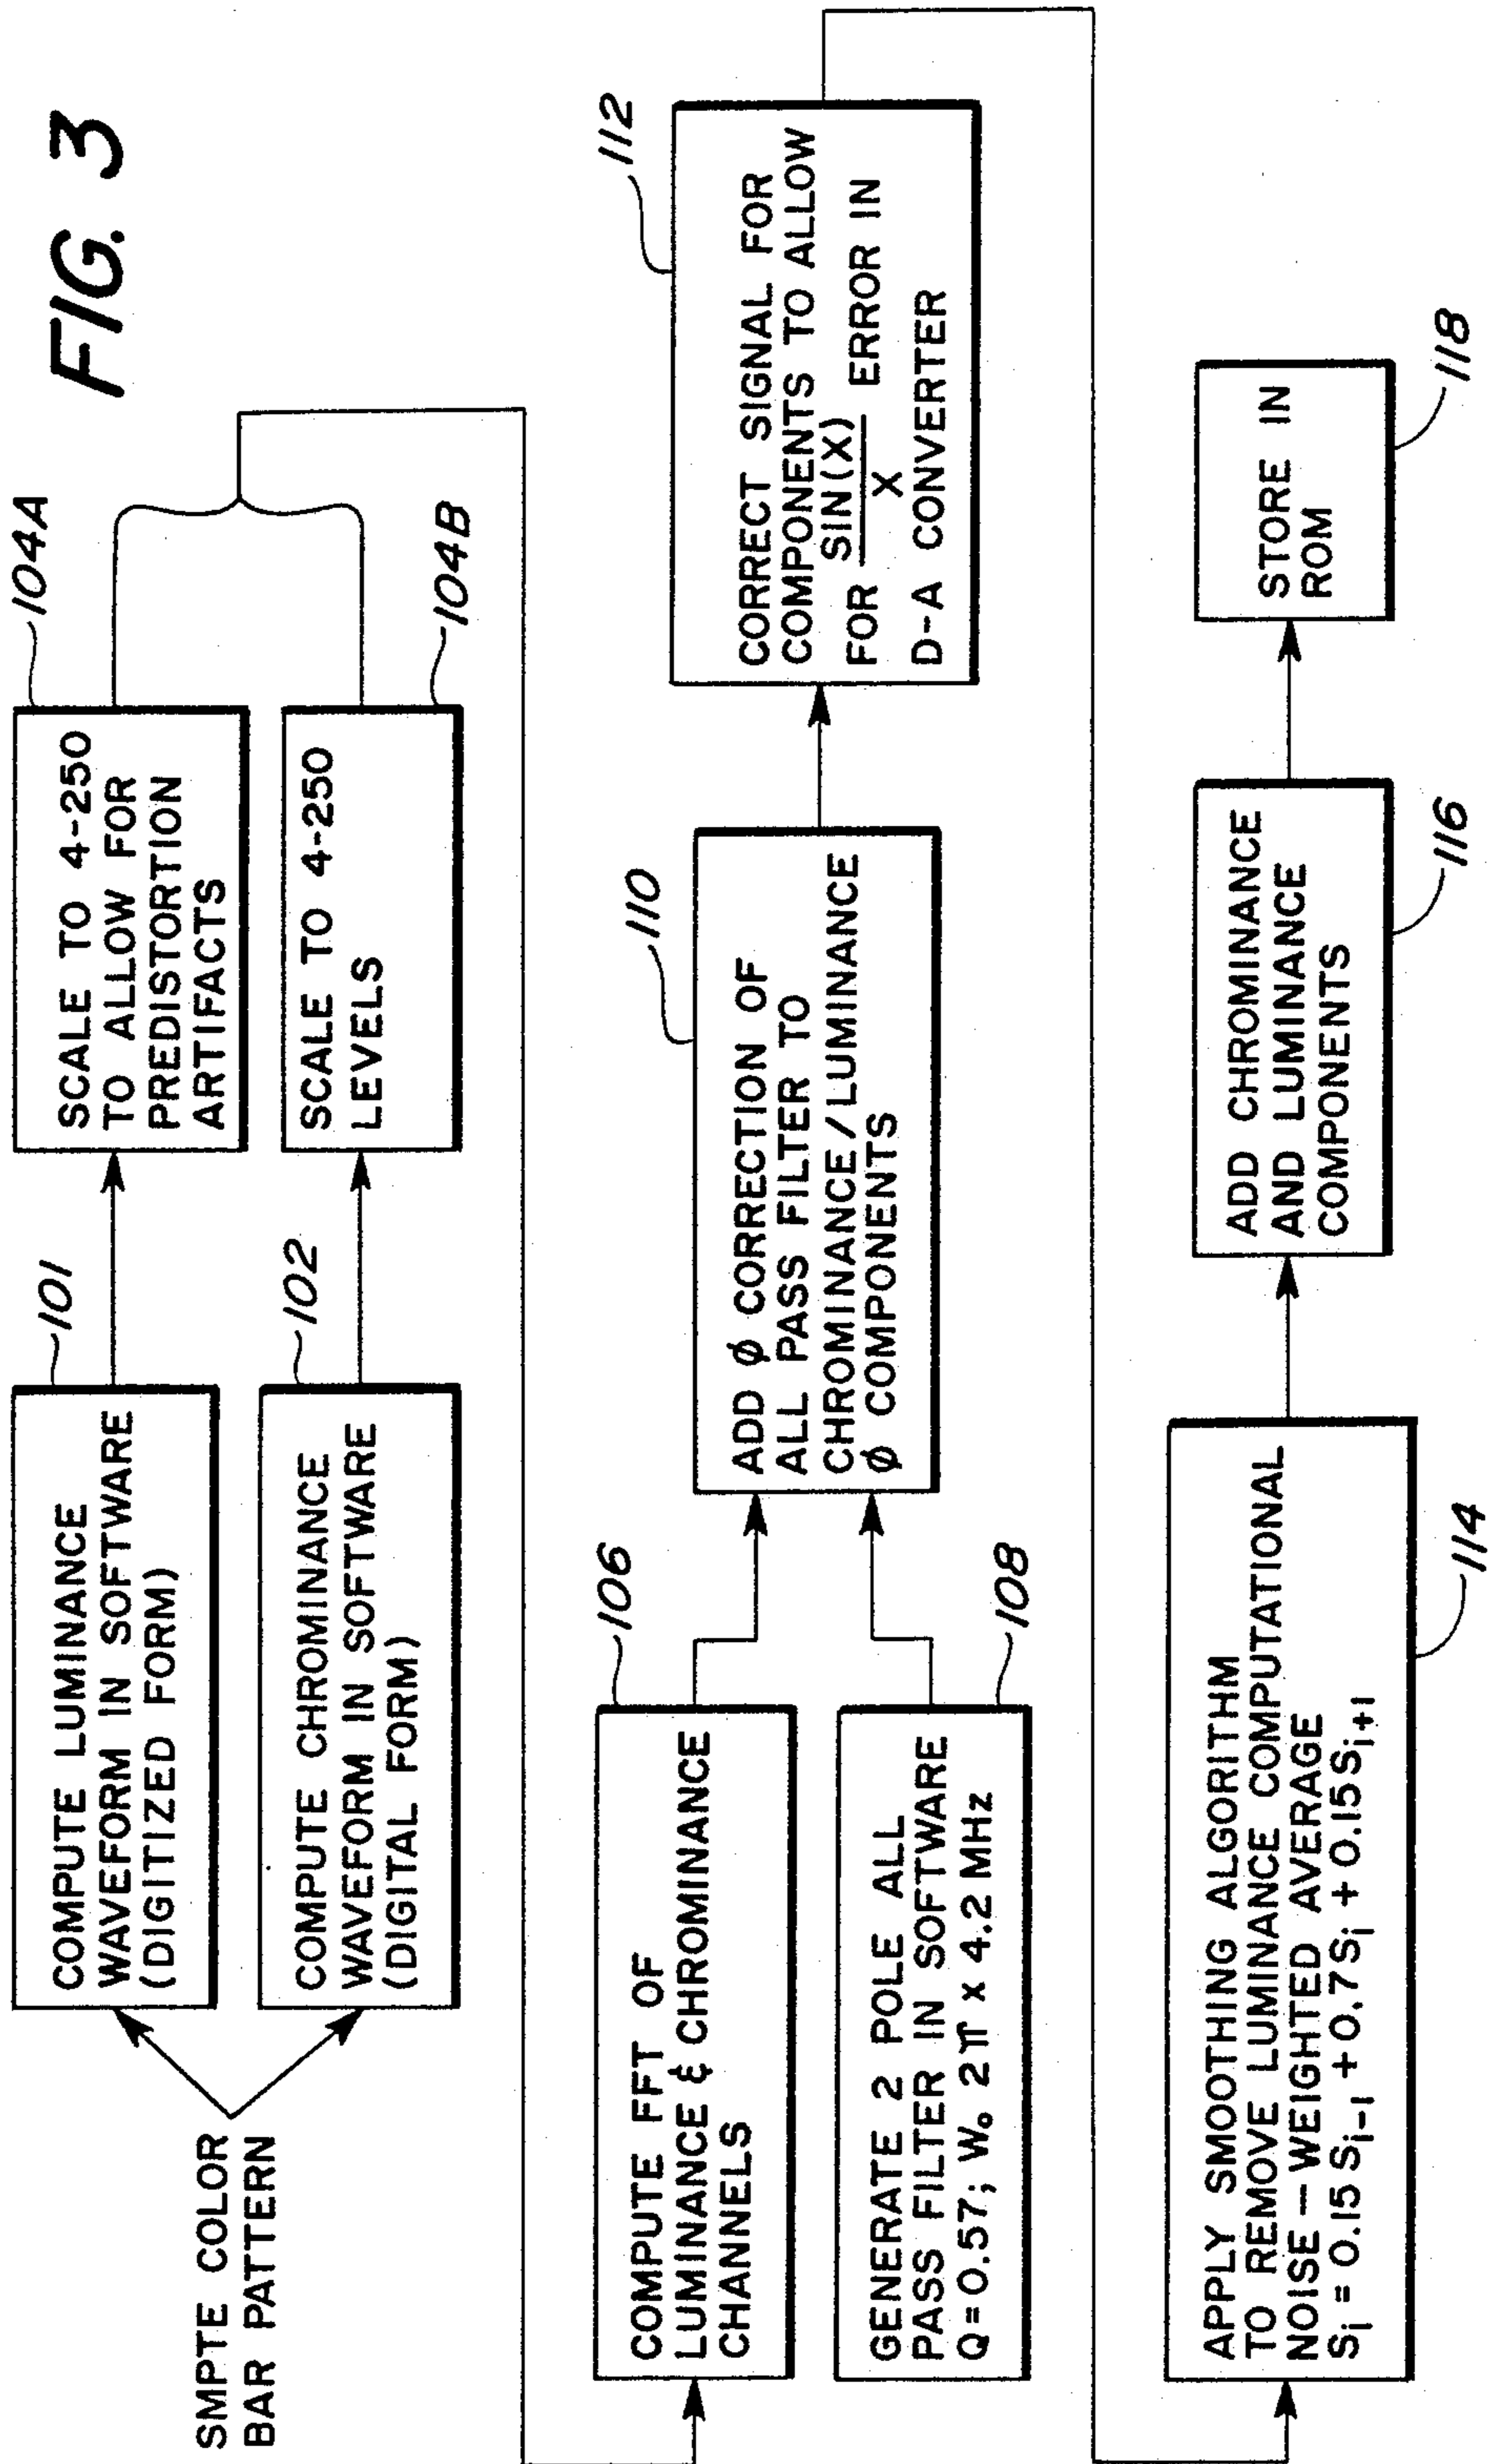 FIG. 3
SMPTE COLOR
BAR PATTERN
101
COMPUTE LUMINANCE
WAVEFORM IN SOFTWARE
(DIGITIZED FORM)
102
COMPUTE CHROMINANCE
WAVEFORM IN SOFTWARE
(DIGITAL FORM)
104A
SCALE TO 4-250
TO ALLOW FOR
PREDISTORTION
ARTIFACTS
SCALE TO 4-250
LEVELS
104B
106
COMPUTE FFT OF
LUMINANCE & CHROMINANCE
CHANNELS
GENERATE 2 POLE ALL
PASS FILTER IN SOFTWARE
Q=0.57; W₀ 2π x 4.2 MHz
108
110
ADD ø CORRECTION OF
ALL PASS FILTER TO
CHROMINANCE/LUMINANCE
ø COMPONENTS
112
CORRECT SIGNAL FOR
COMPONENTS TO ALLOW
FOR SIN(X)/X ERROR IN
D-A CONVERTER
APPLY SMOOTHING ALGORITHM
TO REMOVE LUMINANCE COMPUTATIONAL
NOISE — WEIGHTED AVERAGE
Sᵢ = 0.15 Sᵢ₋₁ + 0.7Sᵢ + 0.15Sᵢ₊₁
114
ADD CHROMINANCE
AND LUMINANCE
COMPONENTS
116
STORE IN
ROM
118